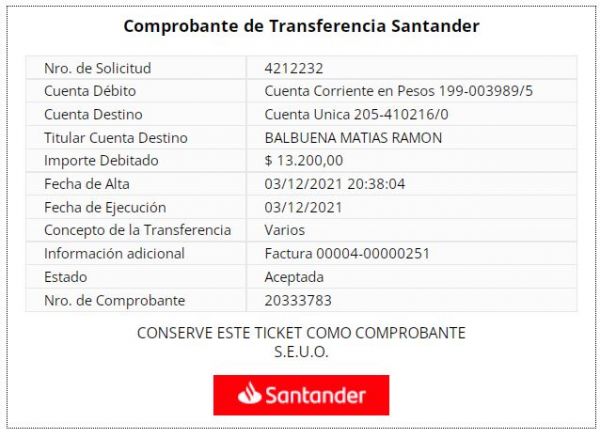 Comprobante de Transferencia Santander
Nro. de Solicitud 4212232
Cuenta Débito Cuenta Corriente en Pesos 199-003989/5
Cuenta Destino Cuenta Unica 205-410216/0
Titular Cuenta Destino BALBUENA MATIAS RAMON
Importe Debitado $ 13.200,00
Fecha de Alta 03/12/2021 20:38:04
Fecha de Ejecución 03/12/2021
Concepto de la Transferencia Varios
Información adicional Factura 00004-00000251
Estado Aceptada
Nro. de Comprobante 20333783
CONSERVE ESTE TICKET COMO COMPROBANTE
S.E.U.O.
Santander